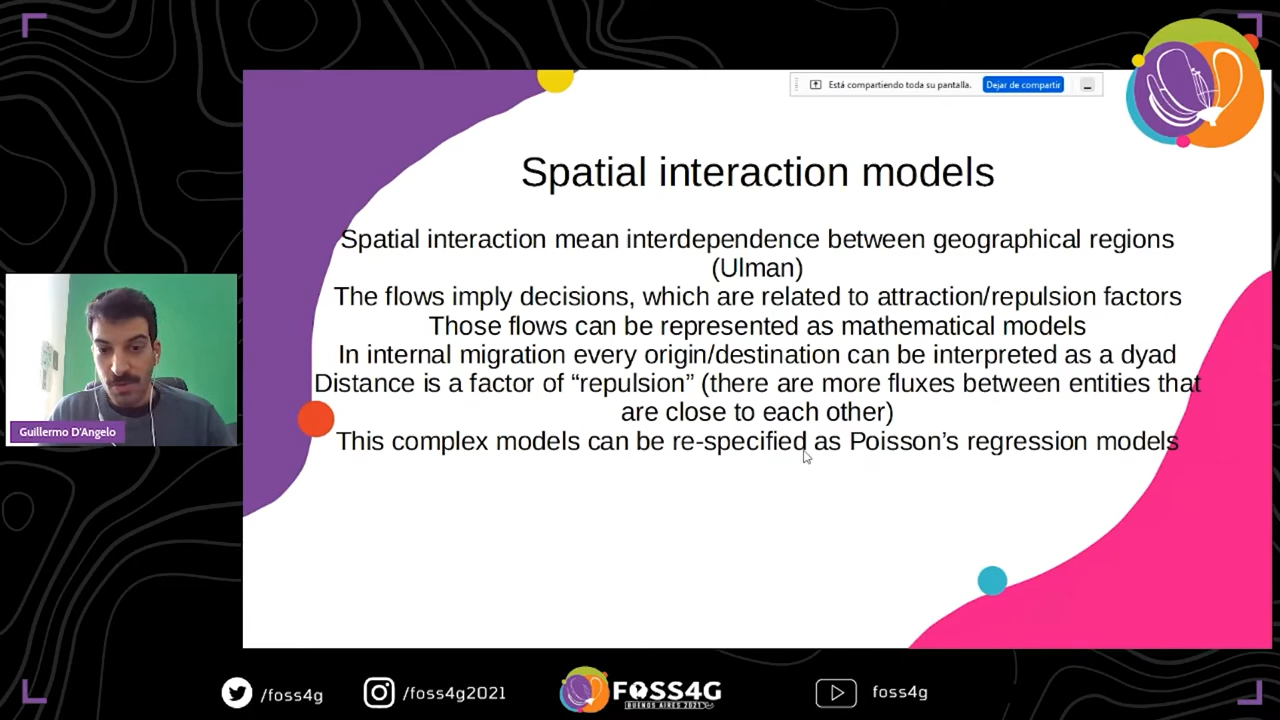 Está compartiendo toda su pantalla. Dejar de compartir
Spatial interaction models
Spatial interaction mean interdependence between geographical regions
(Ulman)
The flows imply decisions, which are related to attraction/repulsion factors
Those flows can be represented as mathematical models
In internal migration every origin/destination can be interpreted as a dyad
Distance is a factor of “repulsion” (there are more fluxes between entities that
are close to each other)
This complex models can be re-specified as Poisson’s regression models
Guillermo D'Angelo
/foss4g
/foss4g2021
FOSS4G
BUENOS AIRES 2021
foss4g